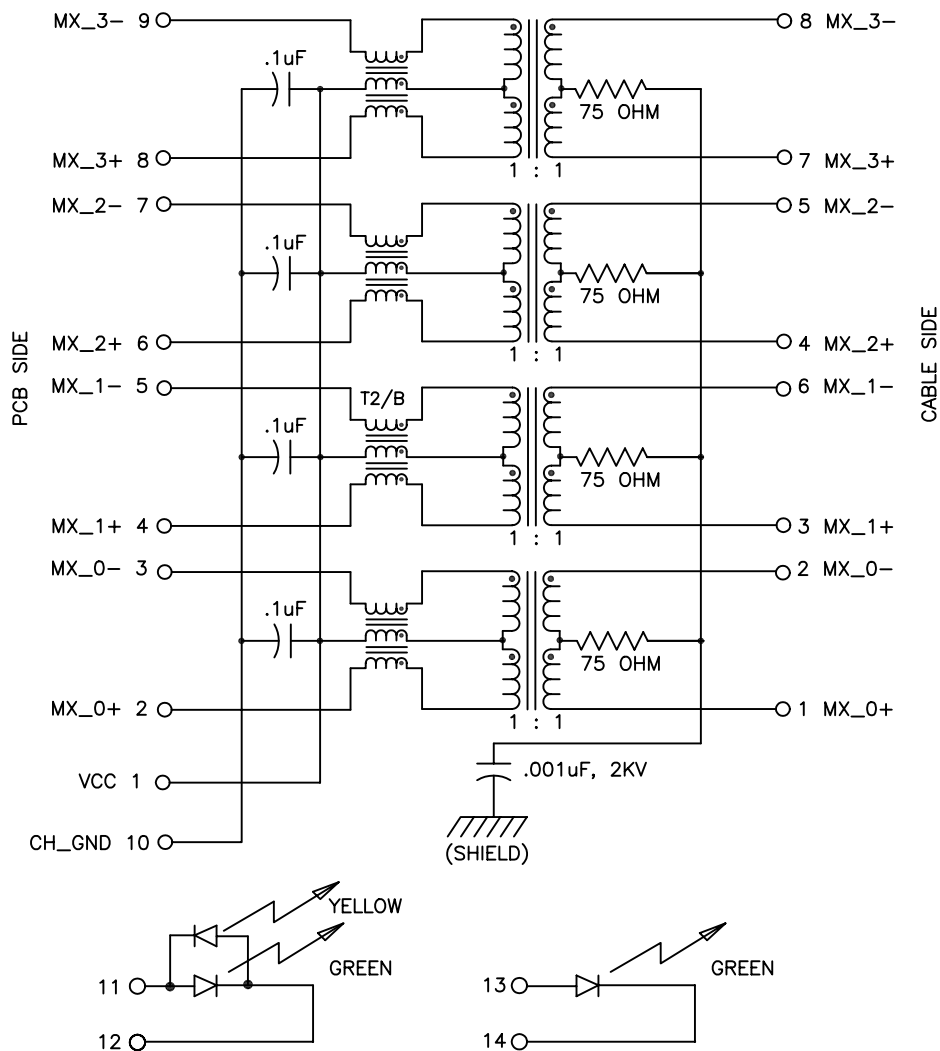 MX_3- 9
8 MX_3-
.1uF
75 OHM
MX_3+ 8
7 MX_3+
1 : 1
MX_2- 7
5 MX_2-
.1uF
75 OHM
MX_2+ 6
4 MX_2+
1 : 1
PCB SIDE
CABLE SIDE
MX_1- 5
T2/B
6 MX_1-
.1uF
75 OHM
MX_1+ 4
3 MX_1+
1 : 1
MX_0- 3
2 MX_0-
.1uF
75 OHM
MX_0+ 2
1 MX_0+
1 : 1
VCC 1
.001uF, 2KV
CH_GND 10
(SHIELD)
YELLOW
GREEN
GREEN
11
13
12
14